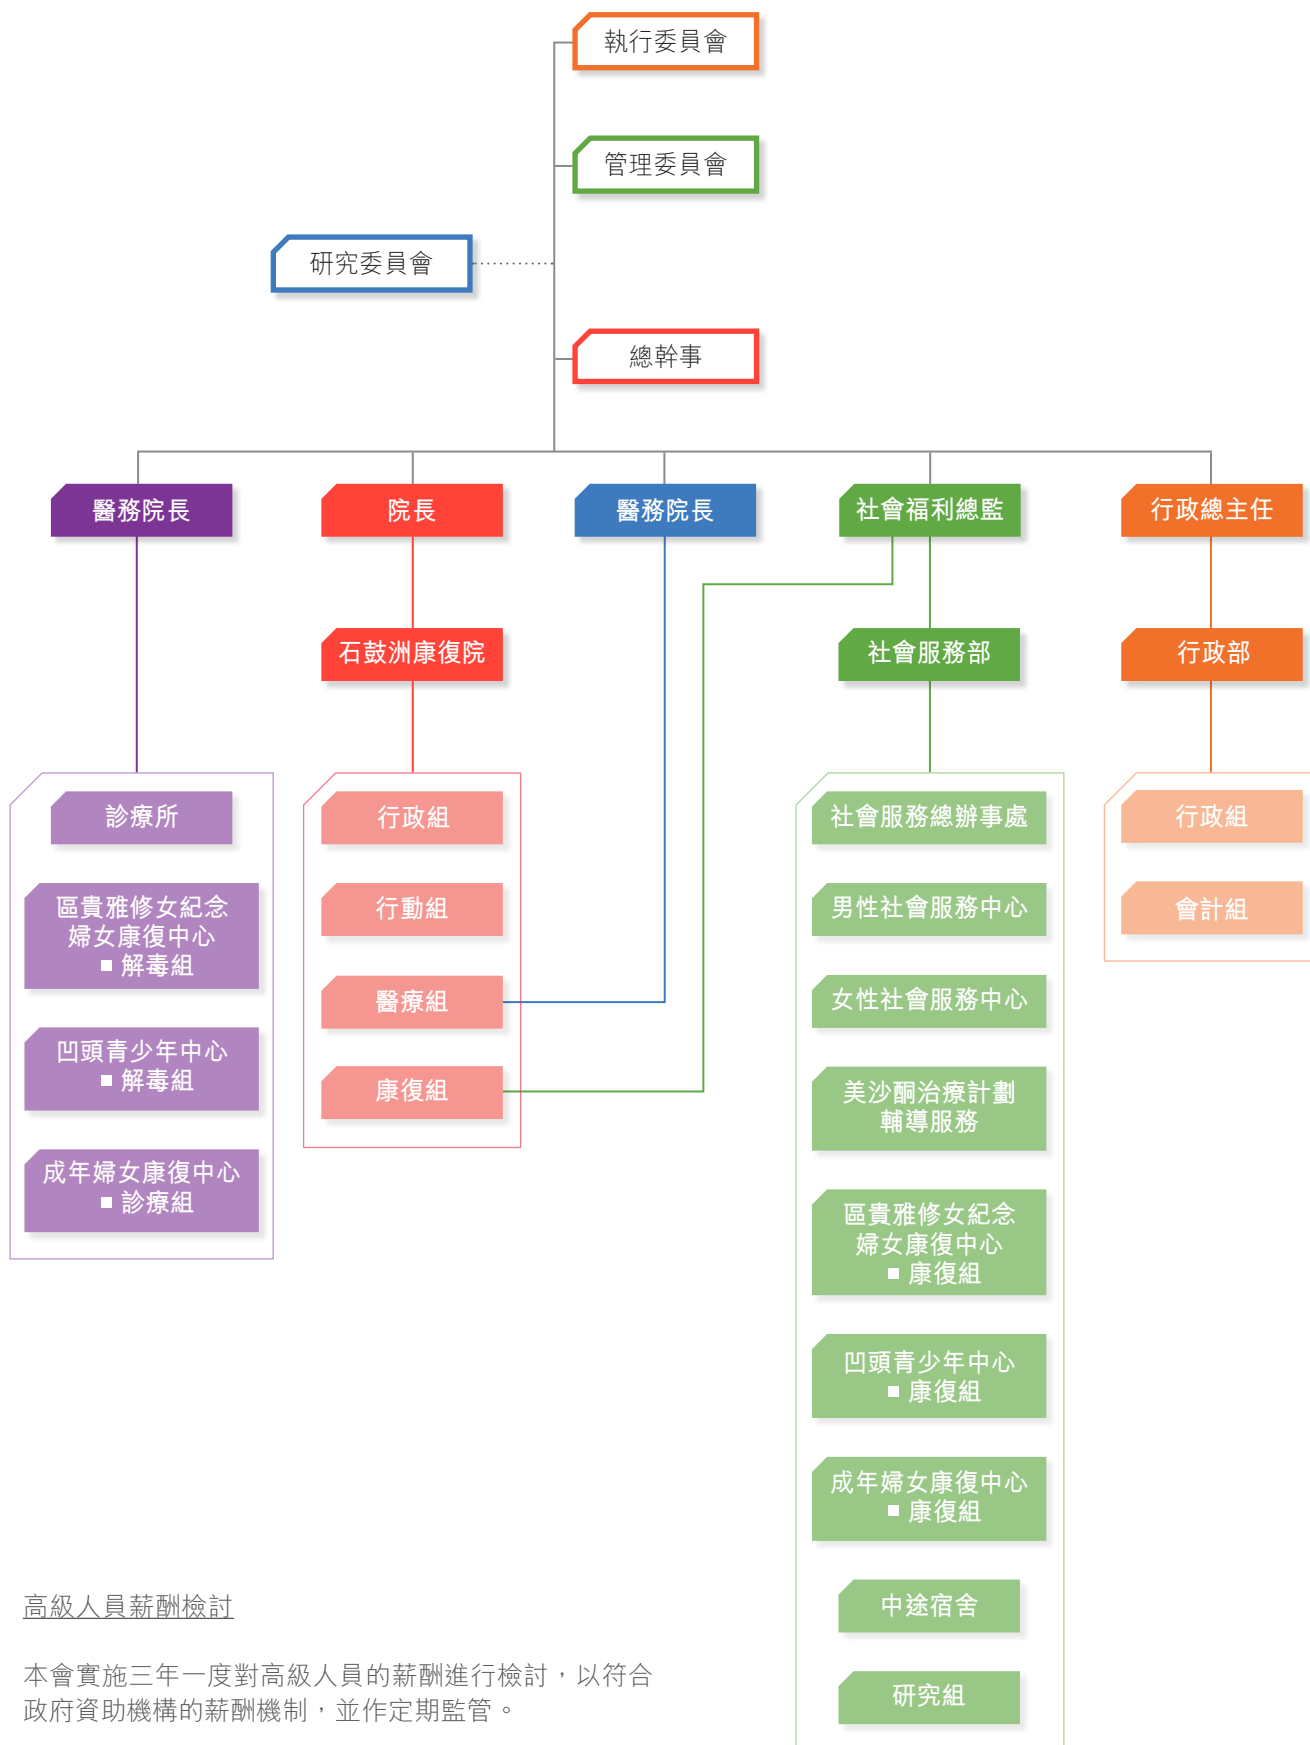 執行委員會
管理委員會
研究委員會
總幹事
醫務院長
院長
醫務院長
社會福利總監
行政總主任
石鼓洲康復院
社會服務部
行政部
診療所
區貴雅修女紀念
婦女康復中心
■ 解毒組
凹頭青少年中心
■ 解毒組
成年婦女康復中心
■ 診療組
行政組
行動組
醫療組
康復組
社會服務總辦事處
男性社會服務中心
女性社會服務中心
美沙酮治療計劃
輔導服務
區貴雅修女紀念
婦女康復中心
■ 康復組
凹頭青少年中心
■ 康復組
成年婦女康復中心
■ 康復組
中途宿舍
研究組
行政組
會計組
高級人員薪酬檢討
本會實施三年一度對高級人員的薪酬進行檢討，以符合
政府資助機構的薪酬機制，並作定期監管。